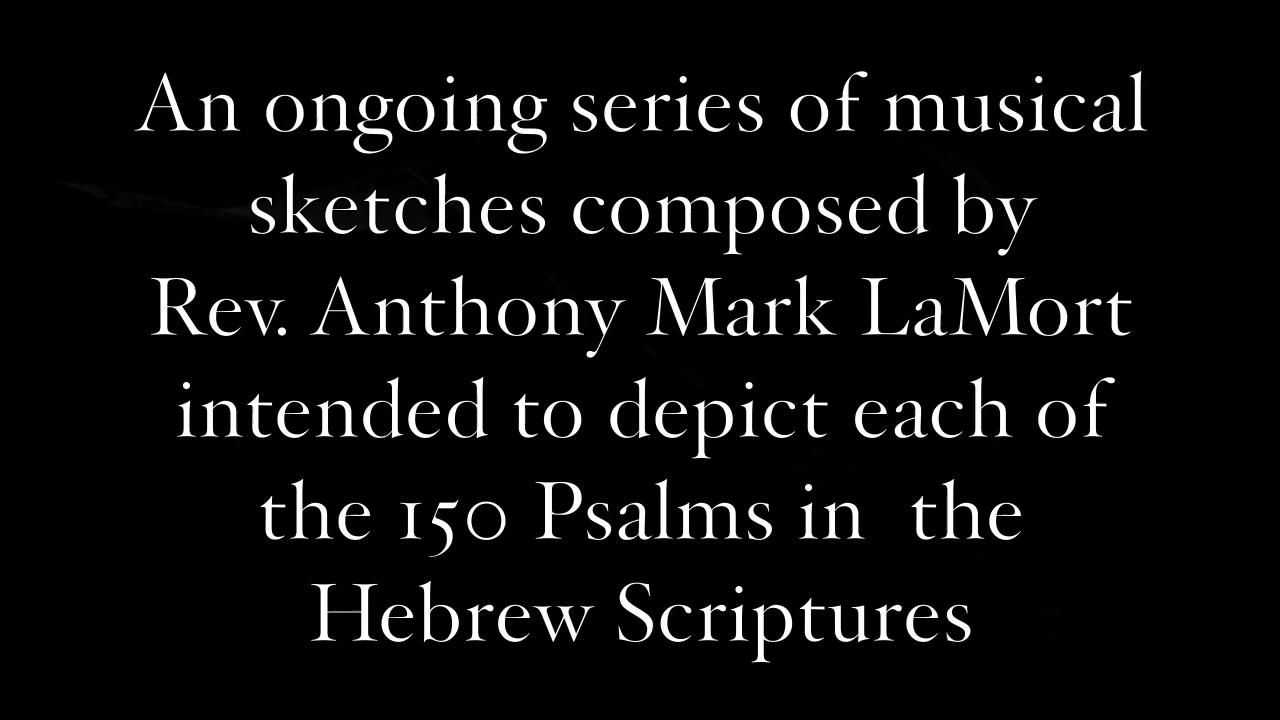 An ongoing series of musical
sketches composed by
Rev. Anthony Mark LaMort
intended to depict each of
the 150 Psalms in  the
Hebrew Scriptures